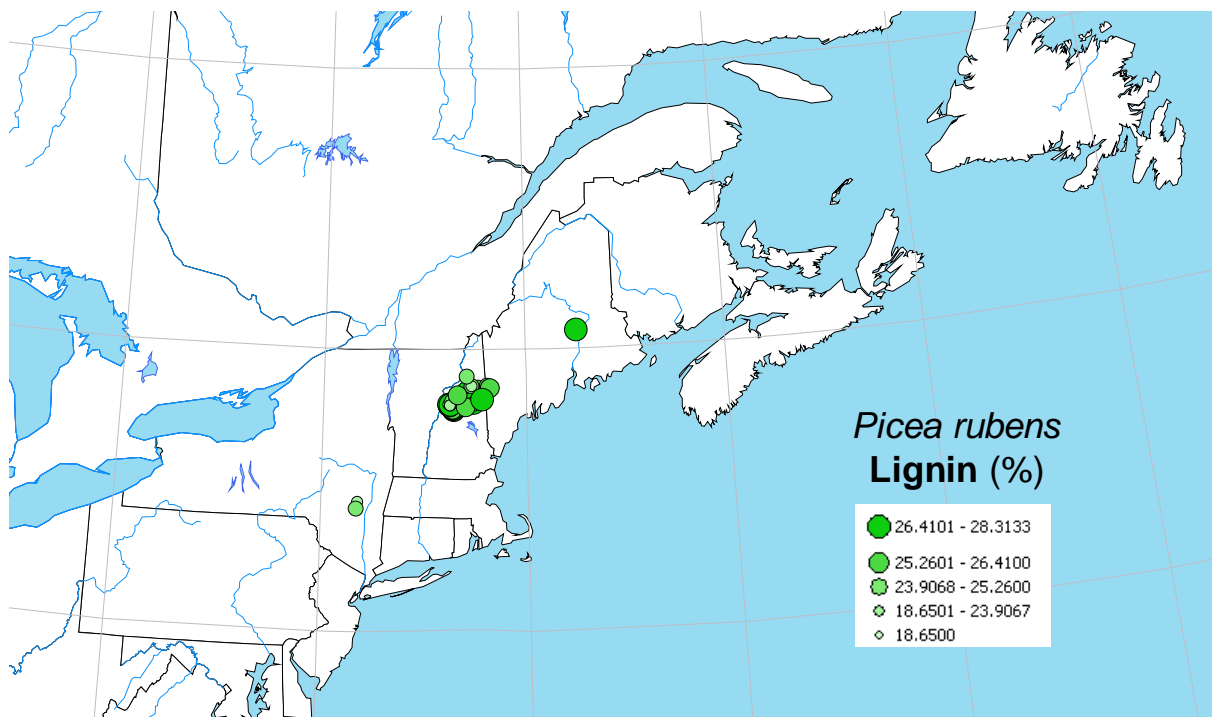 Picea rubens
Lignin (%)
26.4101 - 28.3133
25.2601 - 26.4100
23.9068 - 25.2600
18.6501 - 23.9067
18.6500